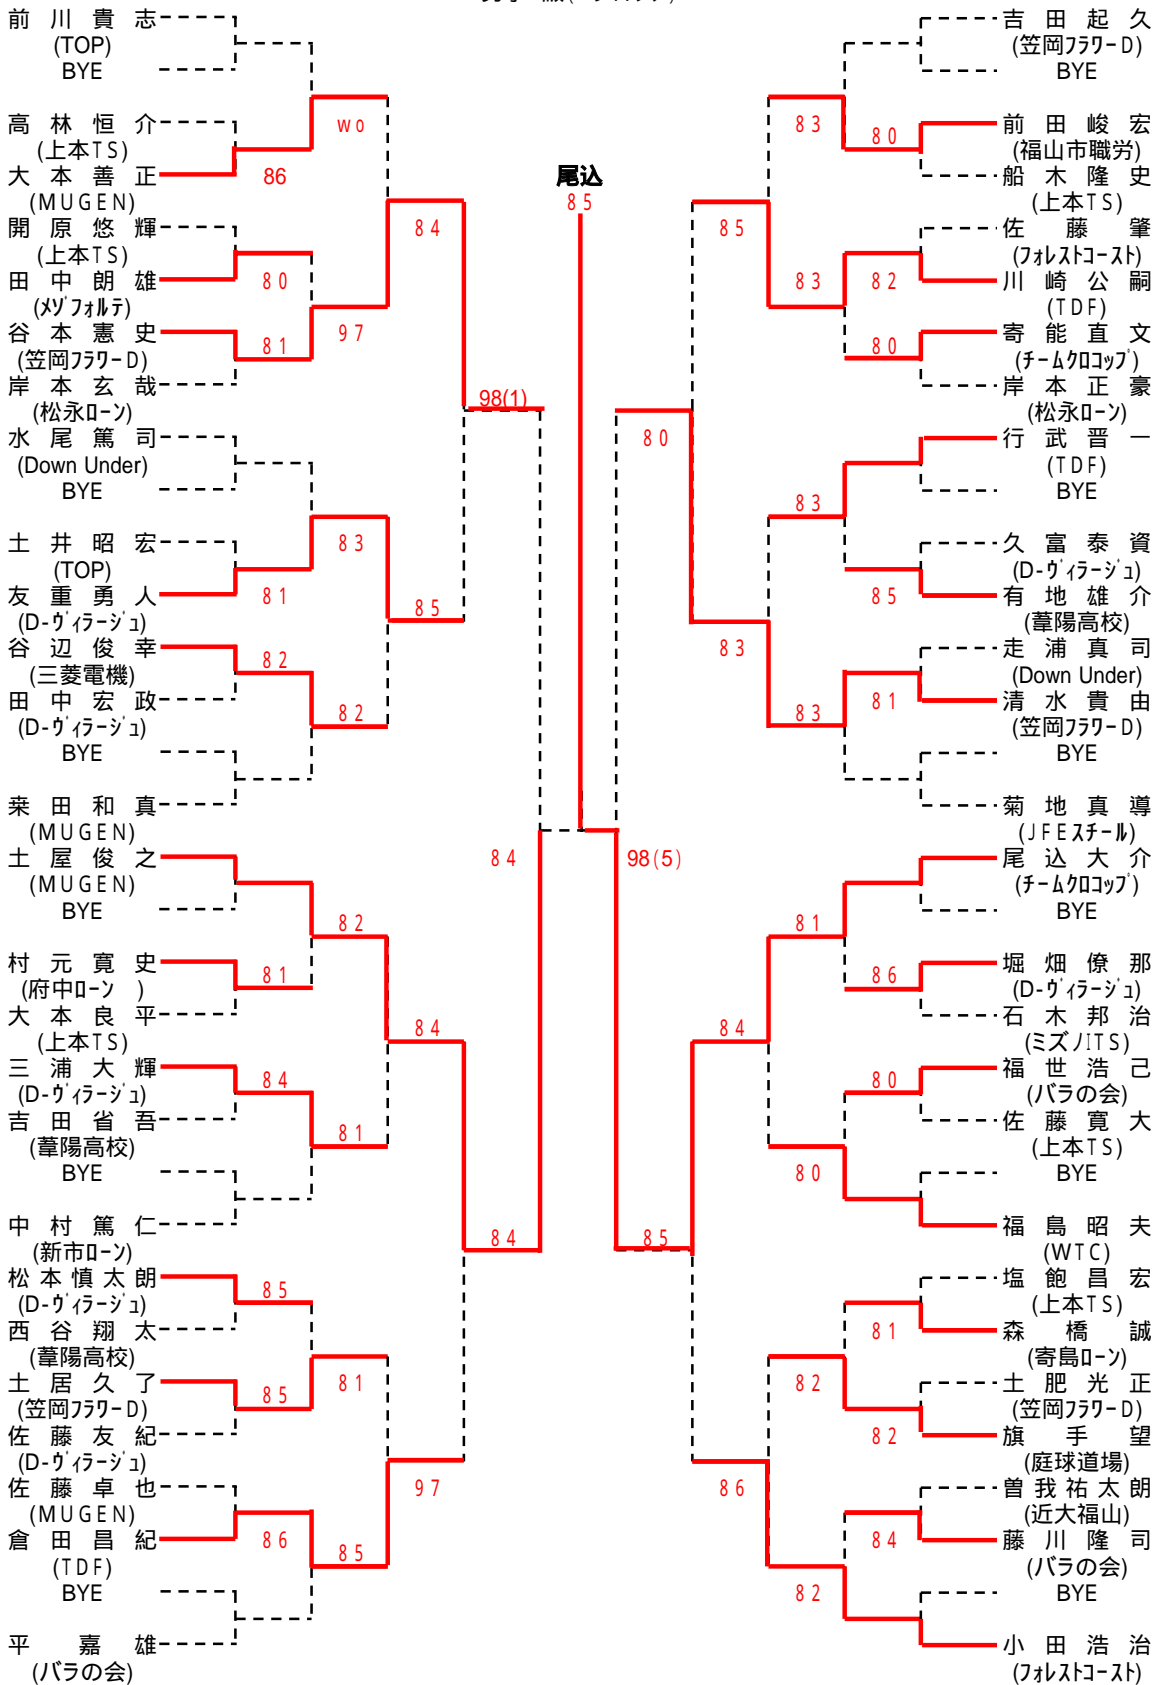 前川貴志
(TOP)
BYE
高林恒介
(上本TS)
大本善正
(MUGEN)
開原悠輝
(上本TS)
田中朗雄
(メゾフォルテ)
谷本憲史
(笠岡フラワーD)
岸本玄哉
(松永ローン)
水尾篤司
(Down Under)
BYE
土井昭宏
(TOP)
友重勇人
(D-ヴィラージュ)
谷辺俊幸
(三菱電機)
田中宏政
(D-ヴィラージュ)
BYE
桒田和真
(MUGEN)
土屋俊之
(MUGEN)
BYE
村元寛史
(府中ローン )
大本良平
(上本TS)
三浦大輝
(D-ヴィラージュ)
吉田省吾
(葦陽高校)
BYE
中村篤仁
(新市ローン)
松本慎太朗
(D-ヴィラージュ)
西谷翔太
(葦陽高校)
土居久了
(笠岡フラワーD)
佐藤友紀
(D-ヴィラージュ)
佐藤卓也
(MUGEN)
倉田昌紀
(TDF)
BYE
平嘉雄
(バラの会)
86
80
81
81
82
81
84
85
85
86
wo
97
83
82
82
81
81
85
84
85
84
97
98(1)
84
84
尾込
85
98(5)
80
85
85
83
84
86
83
83
83
83
81
80
82
82
80
82
80
85
81
86
80
81
82
84
吉田起久
(笠岡フラワーD)
BYE
前田峻宏
(福山市職労)
船木隆史
(上本TS)
佐藤肇
(フォレストコースト)
川崎公嗣
(TDF)
寄能直文
(チームクロコップ)
岸本正豪
(松永ローン)
行武晋一
(TDF)
BYE
久富泰資
(D-ヴィラージュ)
有地雄介
(葦陽高校)
走浦真司
(Down Under)
清水貴由
(笠岡フラワーD)
BYE
菊地真導
(JFEスチール)
尾込大介
(チームクロコップ)
BYE
堀畑僚那
(D-ヴィラージュ)
石木邦治
(ミズノITS)
福世浩己
(バラの会)
佐藤寛大
(上本TS)
BYE
福島昭夫
(WTC)
塩飽昌宏
(上本TS)
森橋誠
(寄島ローン)
土肥光正
(笠岡フラワーD)
旗手望
(庭球道場)
曽我祐太朗
(近大福山)
藤川隆司
(バラの会)
BYE
小田浩治
(フォレストコースト)